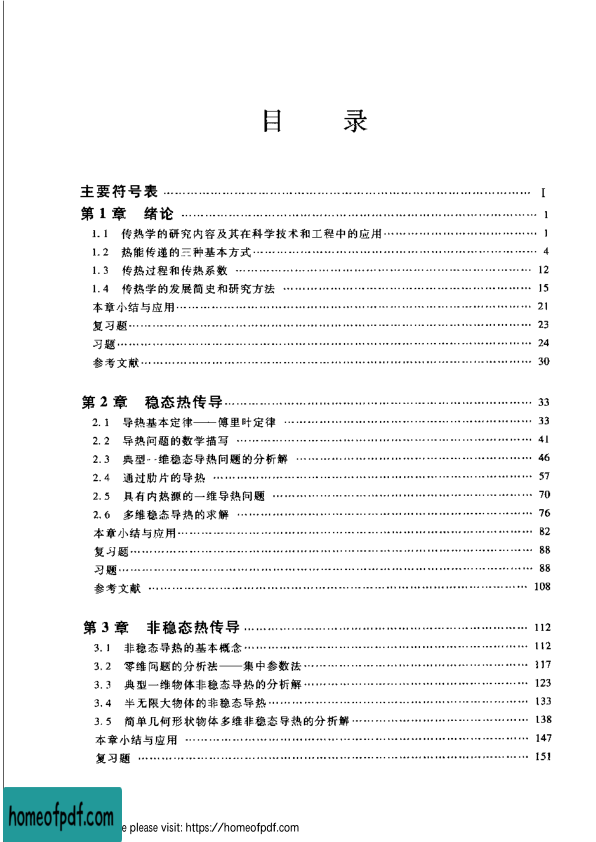 目 录
主要符号表 …… I
第 1 章 绪论 …… 1
1.1 传热学的研究内容及其在科学技术和工程中的应用 …… 1
1.2 热能传递的三种基本方式 …… 4
1.3 传热过程和传热系数 …… 12
1.4 传热学的发展简史和研究方法 …… 15
本章小结与应用 …… 21
复习题 …… 23
习题 …… 24
参考文献 …… 30
第 2 章 稳态热传导 …… 33
2.1 导热基本定律——傅里叶定律 …… 33
2.2 导热问题的数学描写 …… 41
2.3 典型一维稳态导热问题的分析解 …… 46
2.4 通过肋片的导热 …… 57
2.5 具有内热源的一维导热问题 …… 70
2.6 多维稳态导热的求解 …… 76
本章小结与应用 …… 82
复习题 …… 88
习题 …… 88
参考文献 …… 108
第 3 章 非稳态热传导 …… 112
3.1 非稳态导热的基本概念 …… 112
3.2 零维问题的分析法——集中参数法 …… 117
3.3 典型一维物体非稳态导热的分析解 …… 123
3.4 半无限大物体的非稳态导热 …… 133
3.5 简单几何形状物体多维非稳态导热的分析解 …… 138
本章小结与应用 …… 147
复习题 …… 151
homeofpdf.com
e please visit: https://homeofpdf.com